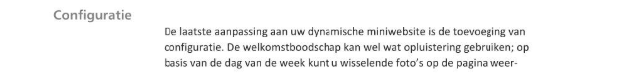 Configuratie
De laatste aanpassing aan uw dynamische miniwebsite is de toevoeging van
configuratie. De welkomstboodschap kan wel wat opluistering gebruiken; op
basis van de dag van de week kunt u wisselende foto's op de pagina weer-